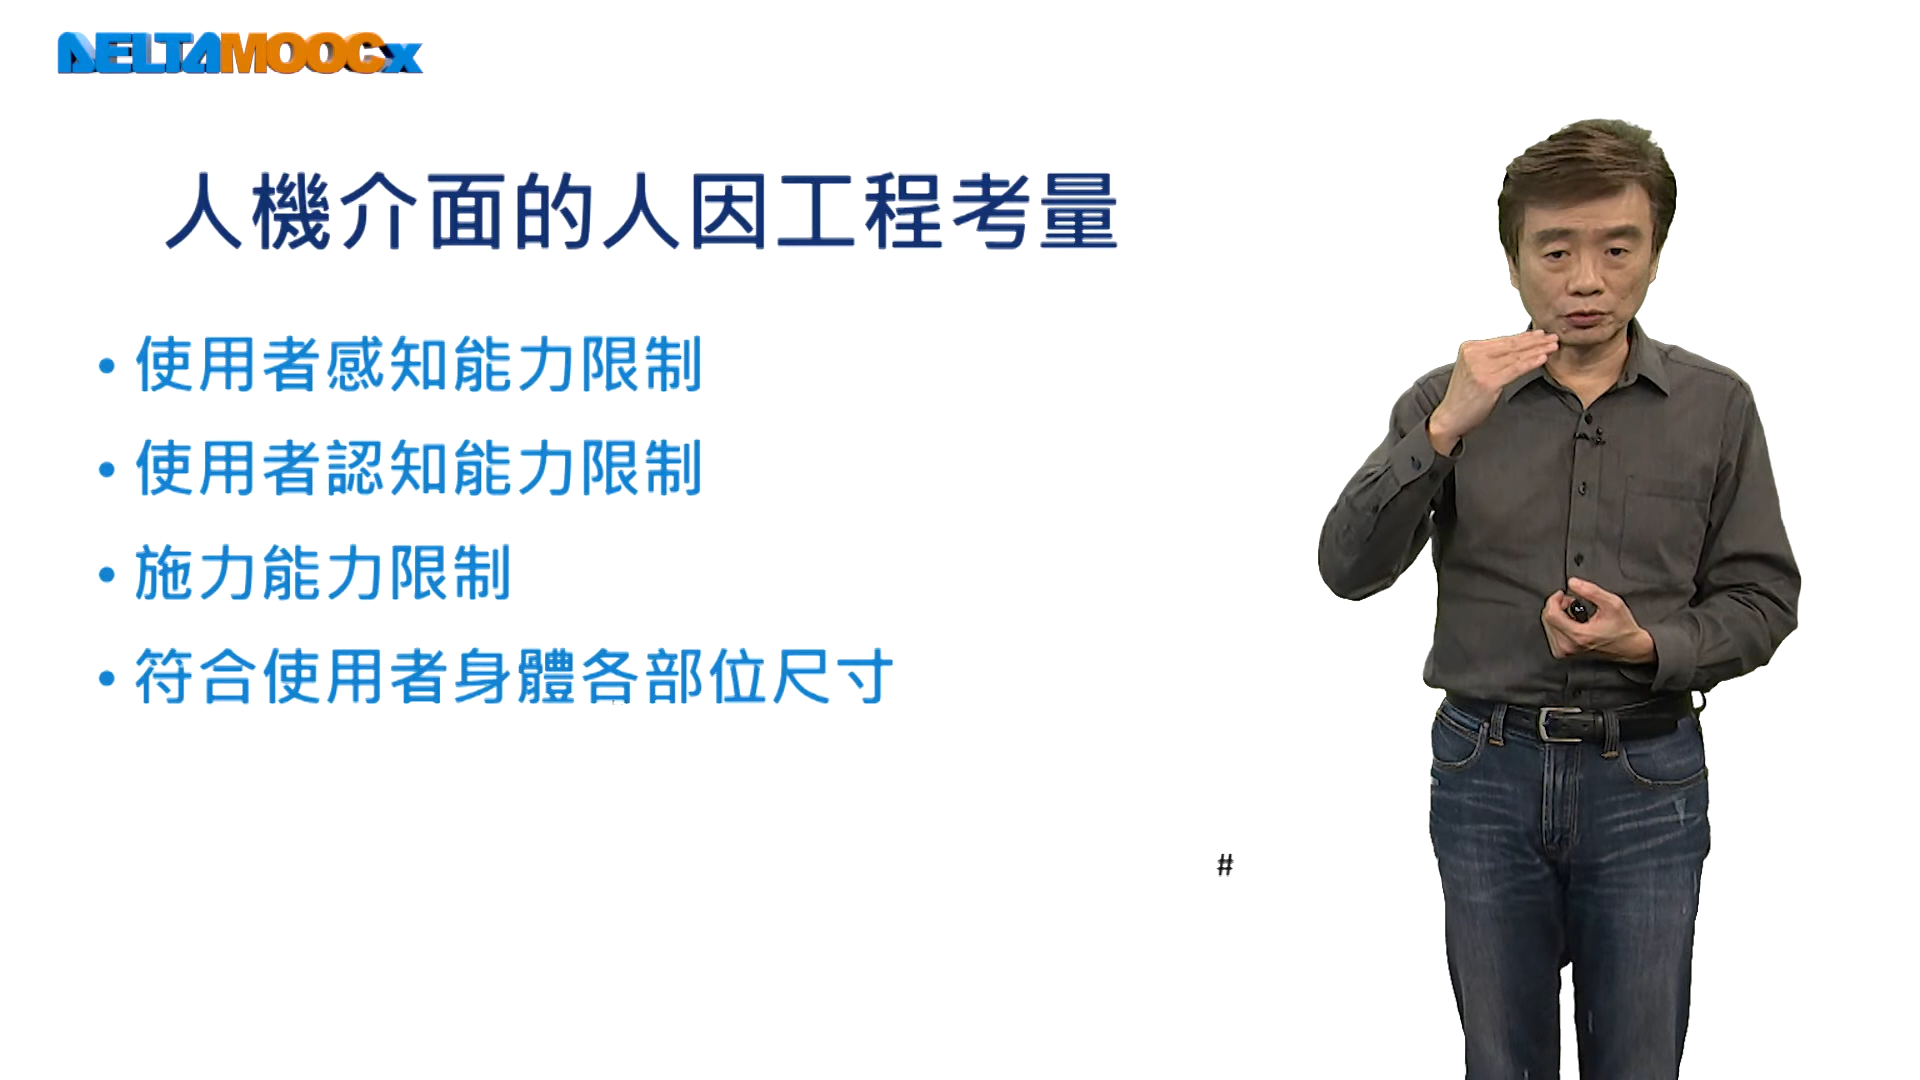 DELTAMOOCx
人機介面的人因工程考量
• 使用者感知能力限制
• 使用者認知能力限制
• 施力能力限制
• 符合使用者身體各部位尺寸
#